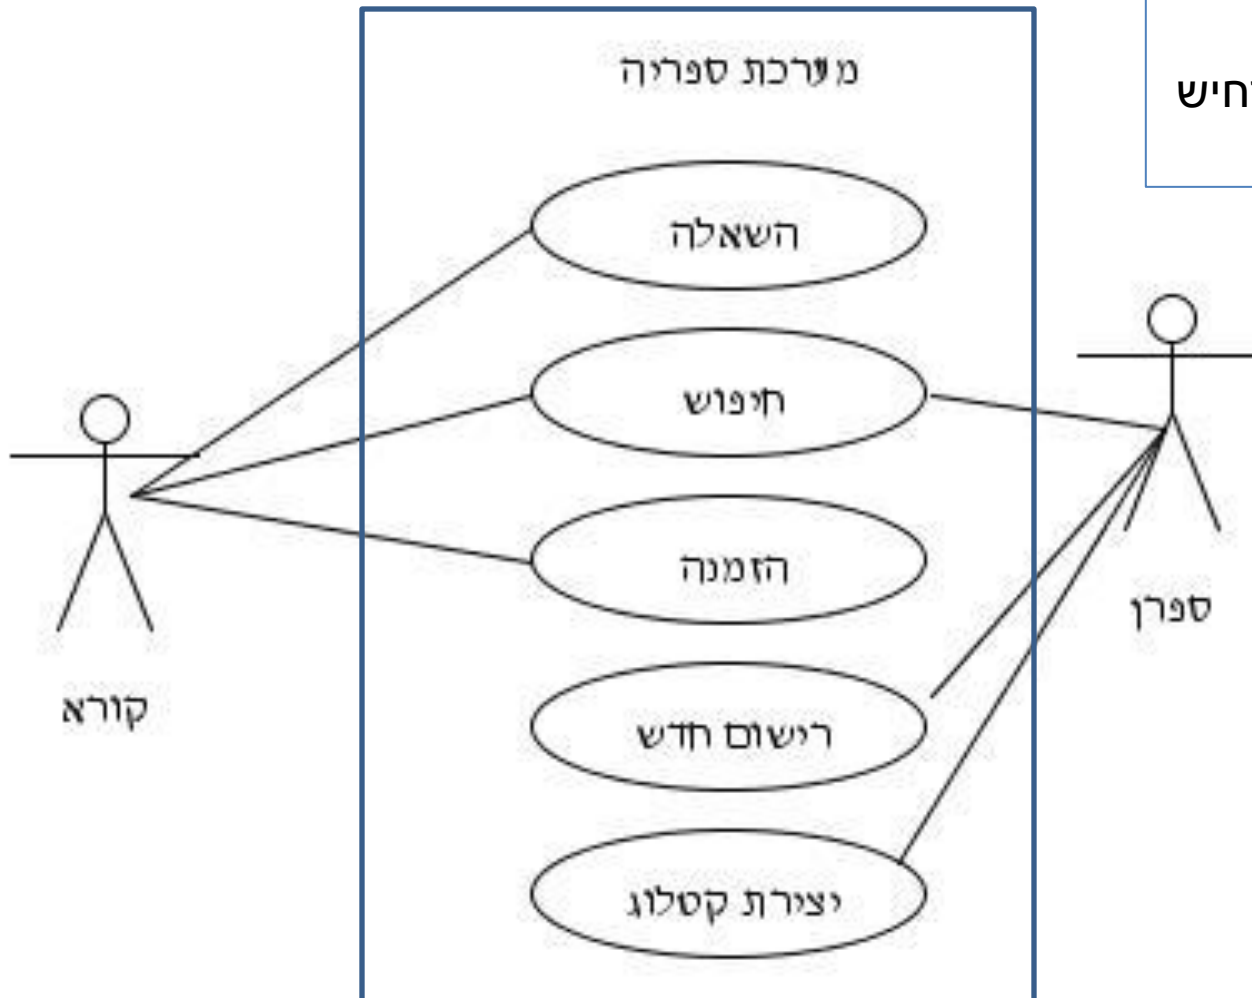 מערכת ספריה
השאלה
חיפוש
הזמנה
רישום חדש
יצירת קטלוג
קורא
ספרן